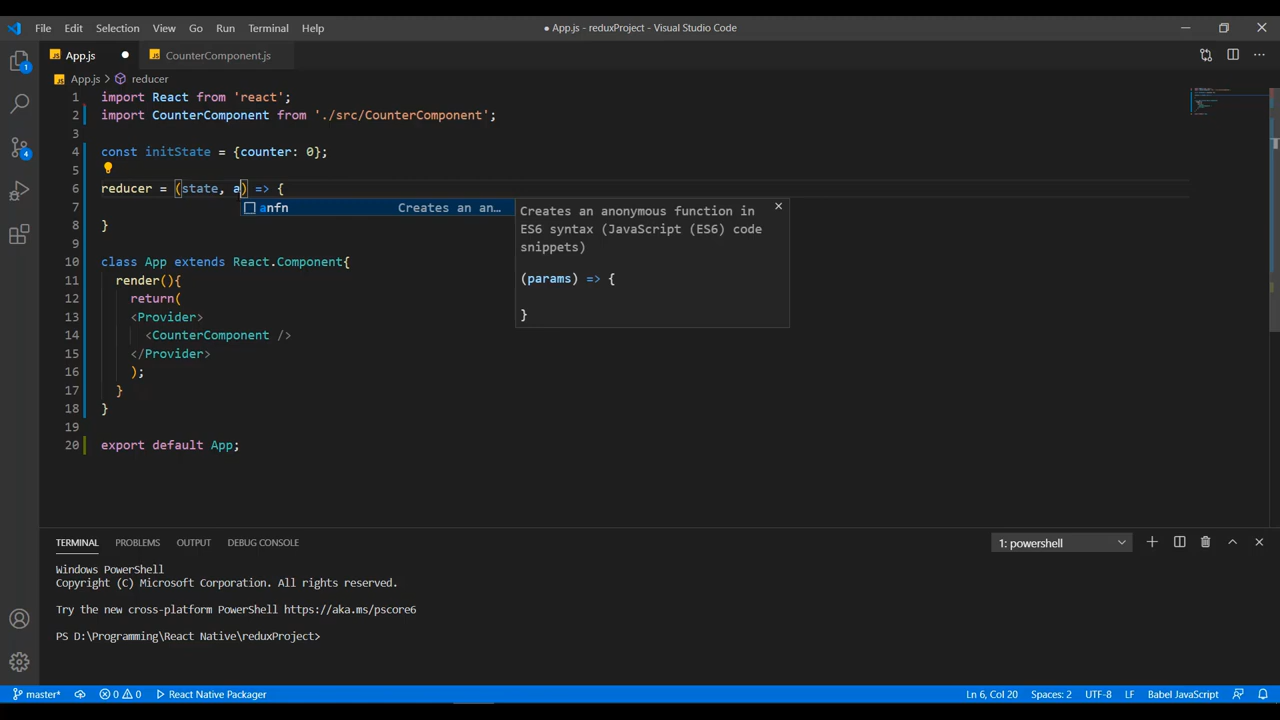 File Edit Selection View Go Run Terminal Help
● App.js - reduxProject - Visual Studio Code
App.js ●
CounterComponent.js
App.js > reducer
1 import React from 'react';
2 import CounterComponent from './src/CounterComponent';
3
4 const initState = {counter: 0};
5
6 reducer = (state, a) => {
7
8 }
9
10 class App extends React.Component{
11 render(){
12 return(
13 <Provider>
14 <CounterComponent />
15 </Provider>
16 );
17 }
18 }
19
20 export default App;
anfn Creates an an…
Creates an anonymous function in
ES6 syntax (JavaScript (ES6) code
snippets)
(params) => {
}
1
4
TERMINAL PROBLEMS OUTPUT DEBUG CONSOLE
1: powershell
Windows PowerShell
Copyright (C) Microsoft Corporation. All rights reserved.
Try the new cross-platform PowerShell https://aka.ms/pscore6
PS D:\Programming\React Native\reduxProject>
master* 0 0 React Native Packager
Ln 6, Col 20 Spaces: 2 UTF-8 LF Babel JavaScript